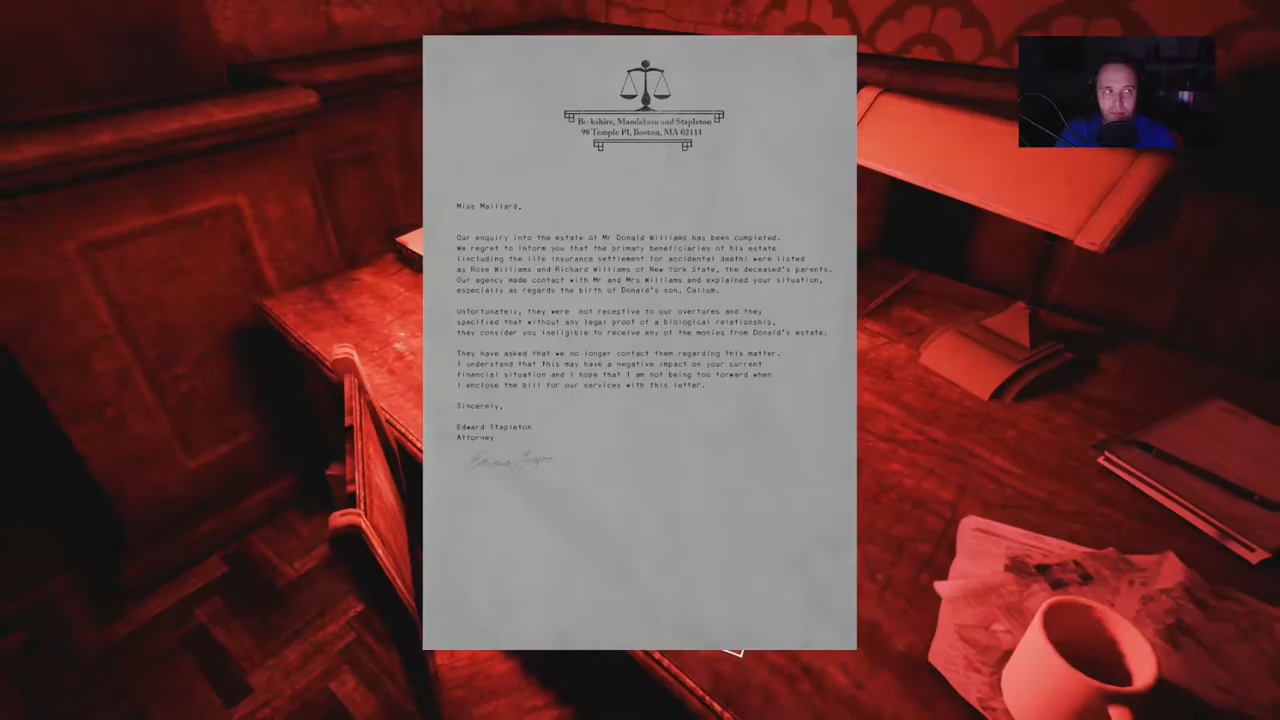 Berkshire, Mandelson and Stapleton
98 Temple Pl, Boston, MA 02111
Miss Maillard,
Our enquiry into the estate of Mr Donald Williams has been completed.
We regret to inform you that the primary beneficiaries of his estate
(including the life insurance settlement for accidental death) were listed
as Rose Williams and Richard Williams of New York State, the deceased's parents.
Our agency made contact with Mr and Mrs Williams and explained your situation,
especially as regards the birth of Donald's son, Callum.
Unfortunately, they were not receptive to our overtures and they
specified that without any legal proof of a biological relationship,
they consider you ineligible to receive any of the monies from Donald's estate.
They have asked that we no longer contact them regarding this matter.
I understand that this may have a negative impact on your current
financial situation and I hope that I am not being too forward when
I enclose the bill for our services with this letter.
Sincerely,
Edward Stapleton
Attorney